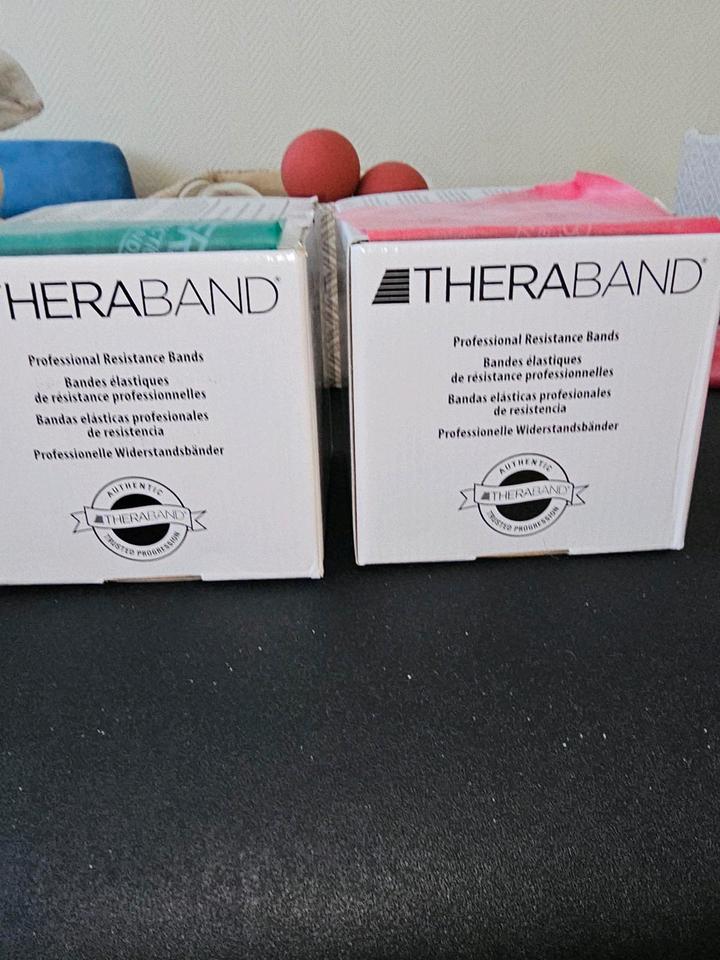 THERABAND®
Professional Resistance Bands
Bandes élastiques
de résistance professionnelles
Bandas elásticas profesionales
de resistencia
Professionelle Widerstandsbänder
AUTHENTIC
THERABAND®
TRUSTED PROGRESSION
THERABAND®
Professional Resistance Bands
Bandes élastiques
de résistance professionnelles
Bandas elásticas profesionales
de resistencia
Professionelle Widerstandsbänder
AUTHENTIC
THERABAND®
TRUSTED PROGRESSION